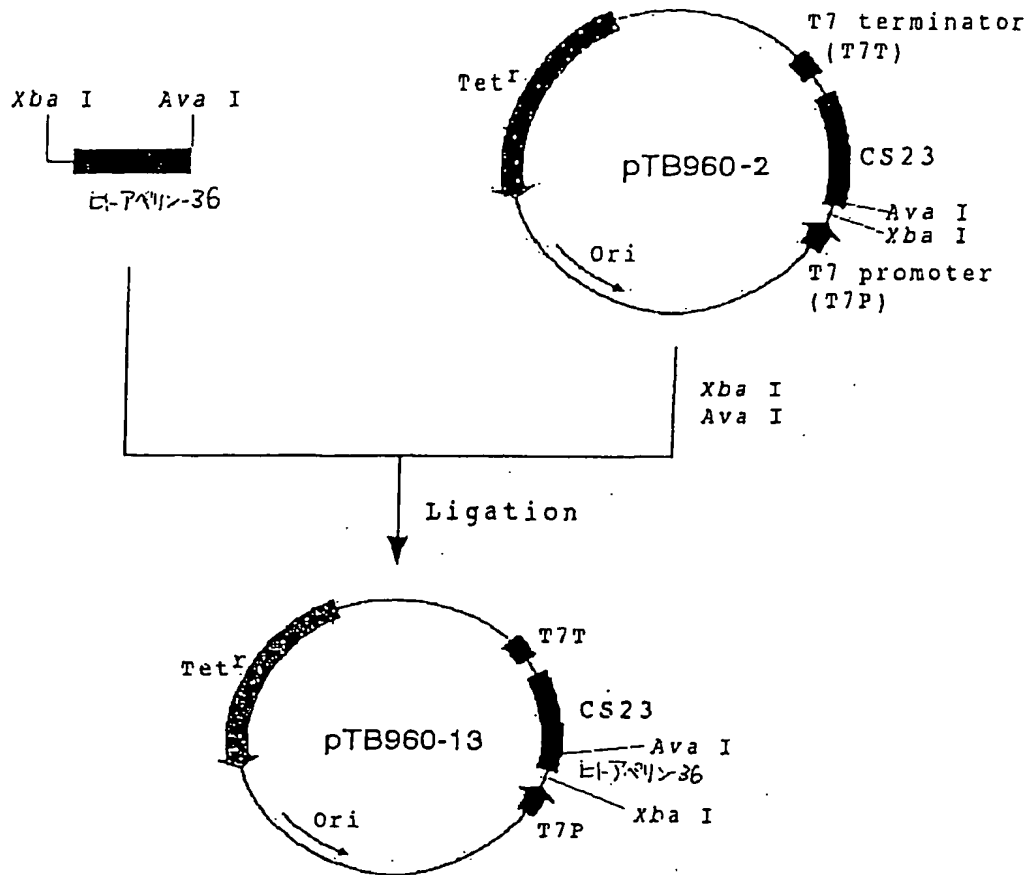 Xba I
Ava I
ヒト-アペリン-36
Tetr
T7 terminator
(T7T)
pTB960-2
CS23
Ava I
Xba I
Ori
T7 promoter
(T7P)
Xba I
Ava I
Ligation
Tetr
T7T
CS23
pTB960-13
Ava I
ヒト-アペリン-36
Xba I
Ori
T7P